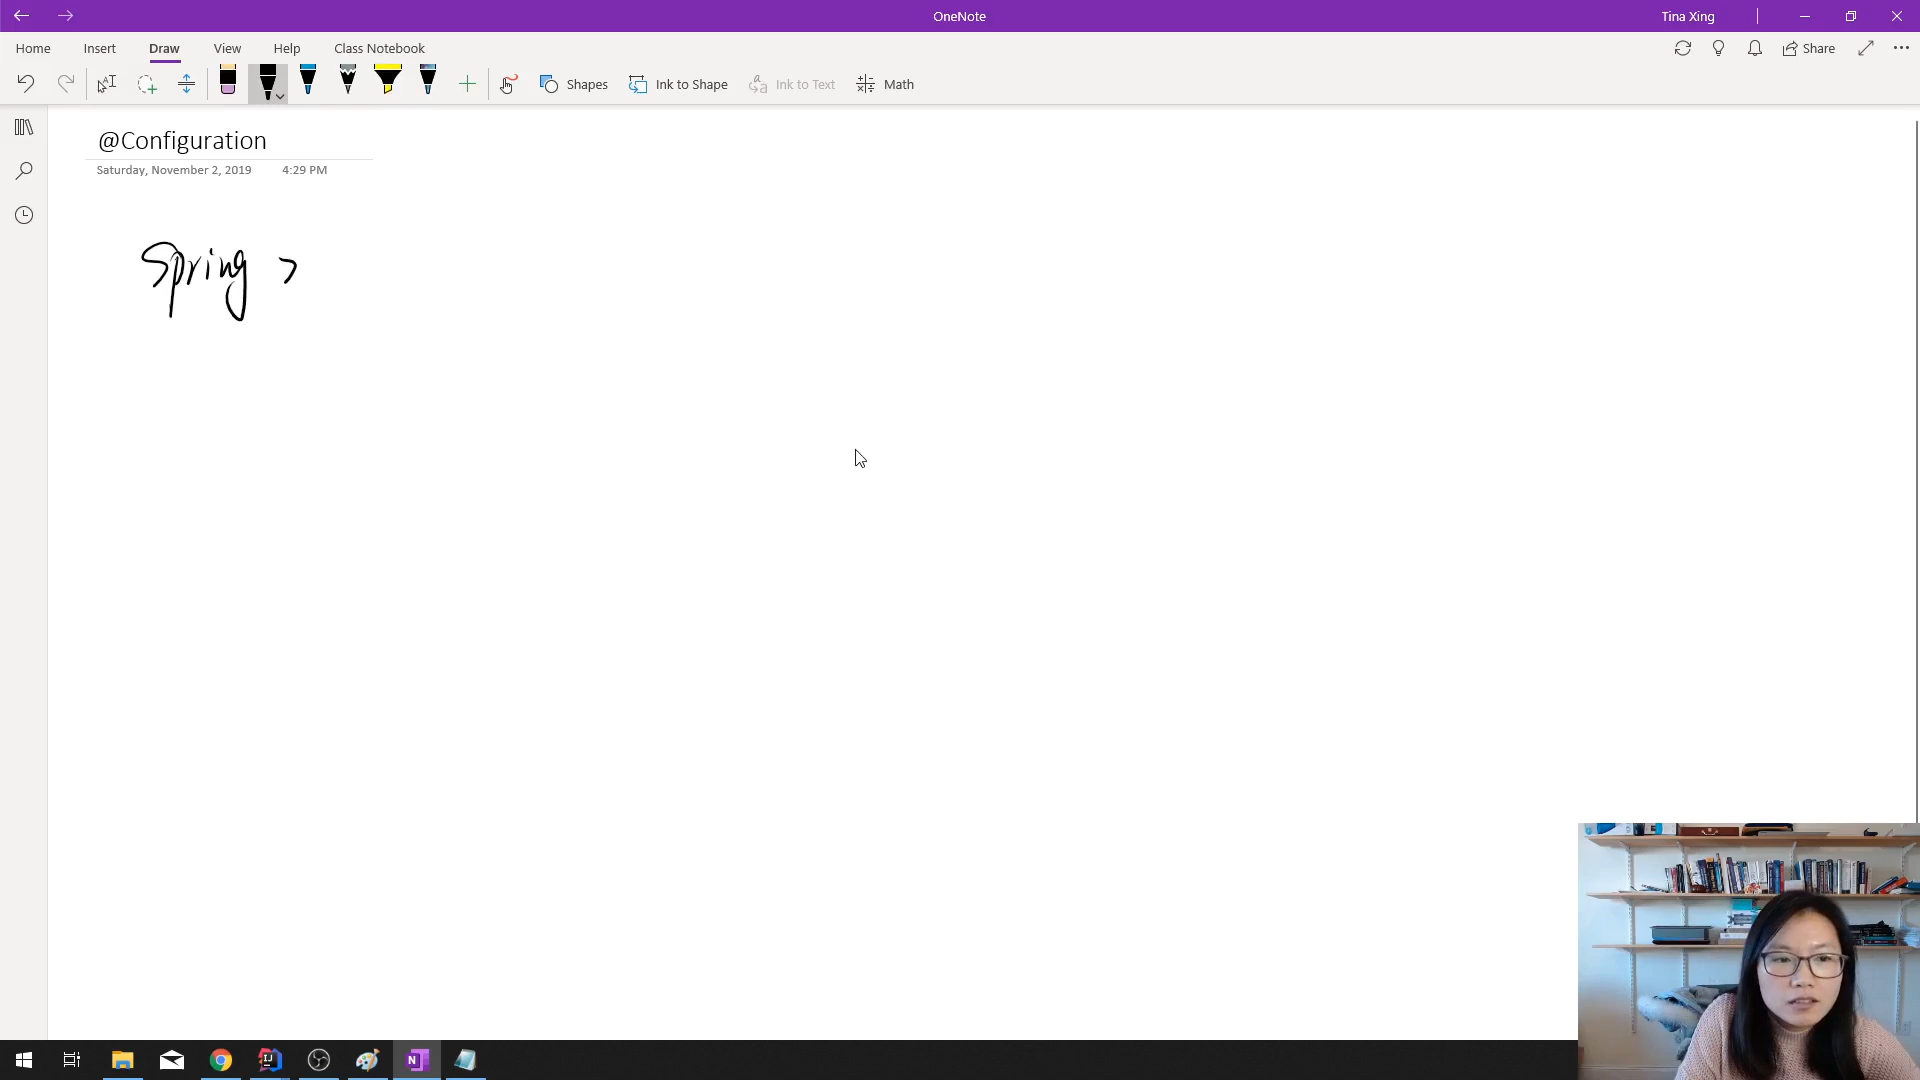 OneNote
Tina Xing
Home Insert Draw View Help Class Notebook
Share
Shapes Ink to Shape Ink to Text Math
@Configuration
Saturday, November 2, 2019 4:29 PM
Spring >